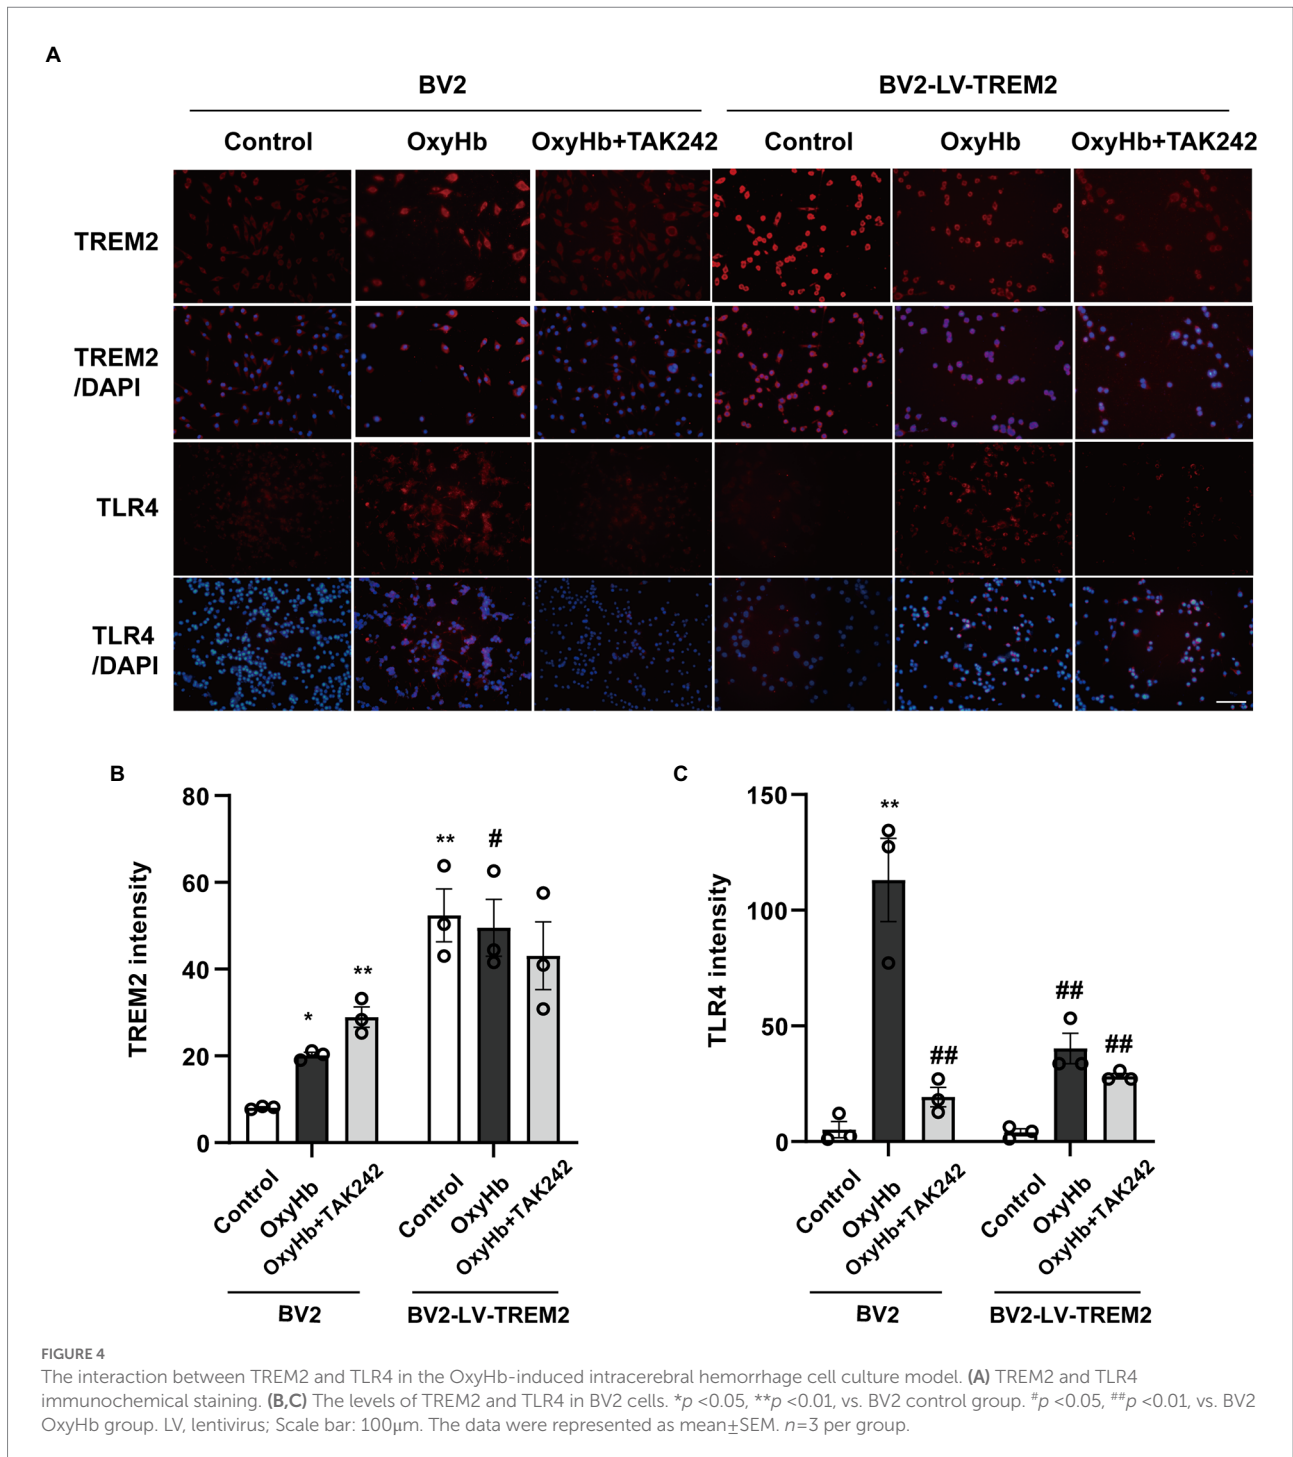 A
BV2 BV2-LV-TREM2
Control OxyHb OxyHb+TAK242 Control OxyHb OxyHb+TAK242
TREM2
TREM2
/DAPI
TLR4
TLR4
/DAPI
B
TREM2 intensity
80
60
40
20
0
* ** ** #
Control OxyHb OxyHb+TAK242 Control OxyHb OxyHb+TAK242
BV2 BV2-LV-TREM2
C
TLR4 intensity
150
100
50
0
** ## ## ##
Control OxyHb OxyHb+TAK242 Control OxyHb OxyHb+TAK242
BV2 BV2-LV-TREM2
FIGURE 4
The interaction between TREM2 and TLR4 in the OxyHb-induced intracerebral hemorrhage cell culture model. (A) TREM2 and TLR4
immunochemical staining. (B,C) The levels of TREM2 and TLR4 in BV2 cells. *p <0.05, **p <0.01, vs. BV2 control group. #p <0.05, ##p <0.01, vs. BV2
OxyHb group. LV, lentivirus; Scale bar: 100μm. The data were represented as mean±SEM. n=3 per group.